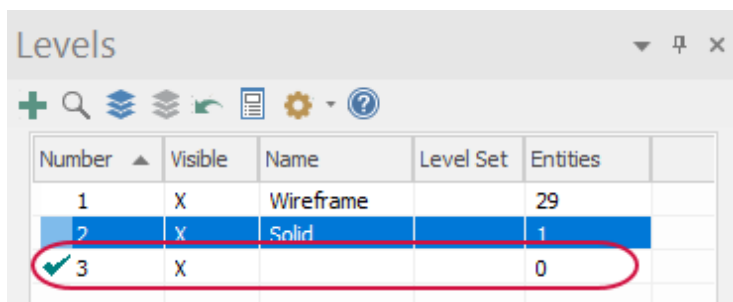 Levels
Number Visible Name Level Set Entities
1 X Wireframe 29
2 X Solid 1
3 X 0